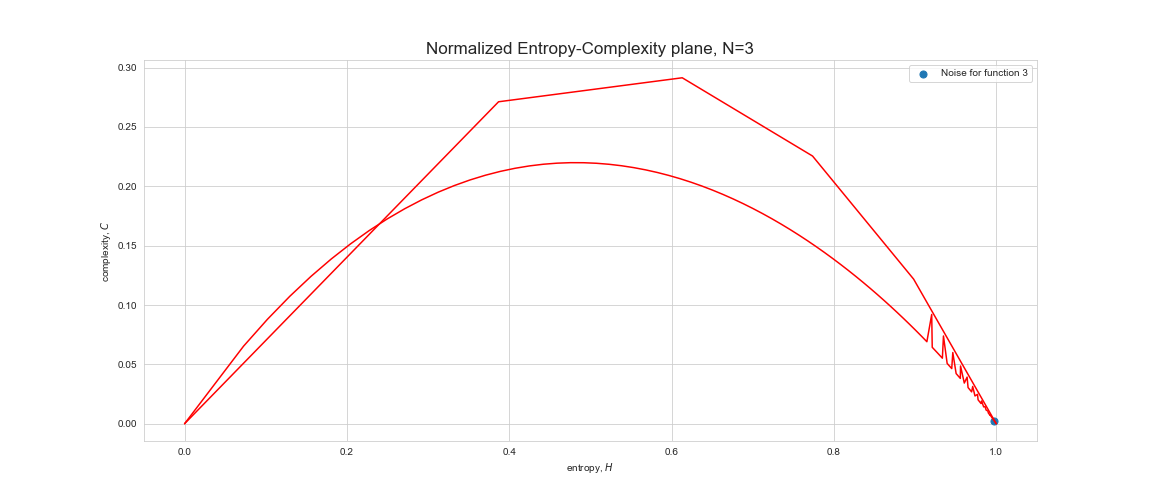 Normalized Entropy-Complexity plane, N=3
Noise for function 3
0.30
0.25
0.20
0.15
0.10
0.05
0.00
complexity, C
0.0 0.2 0.4 0.6 0.8 1.0
entropy, H